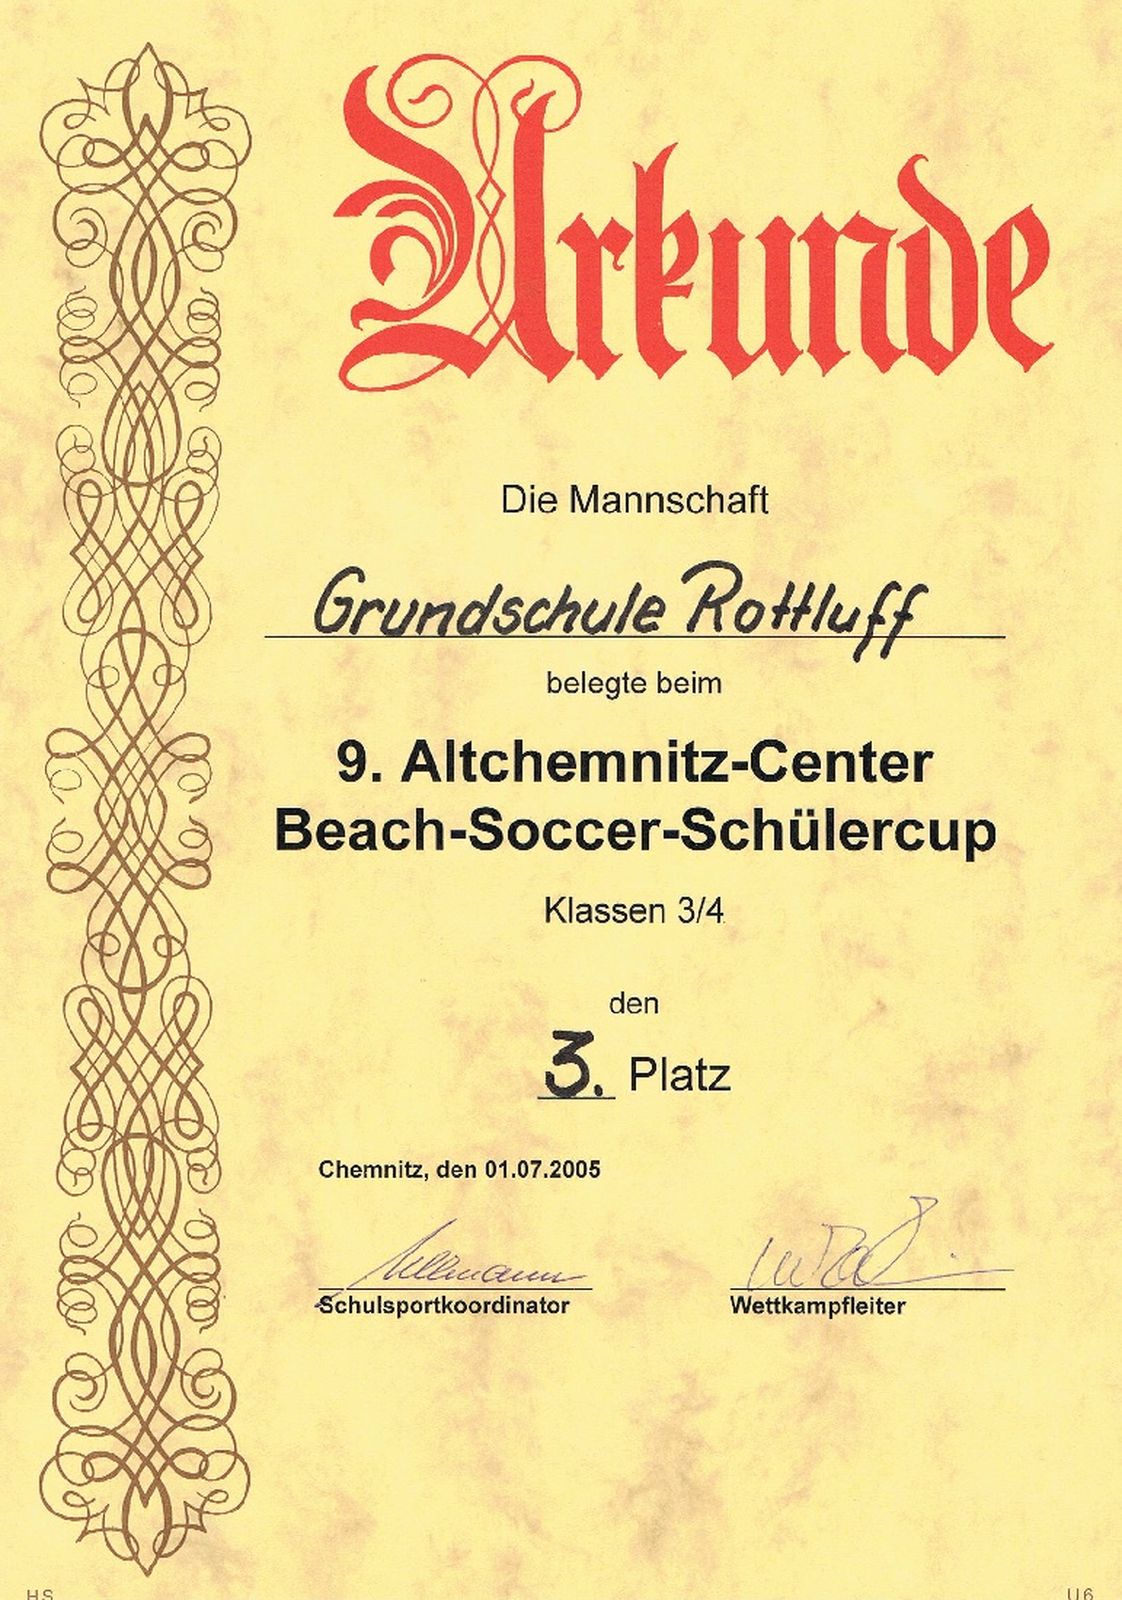 Urkunde
Die Mannschaft
Grundschule Rottluff
belegte beim
9. Altchemnitz-Center
Beach-Soccer-Schülercup
Klassen 3/4
den
3. Platz
Chemnitz, den 01.07.2005
Schulsportkoordinator
Wettkampfleiter
HS
U6